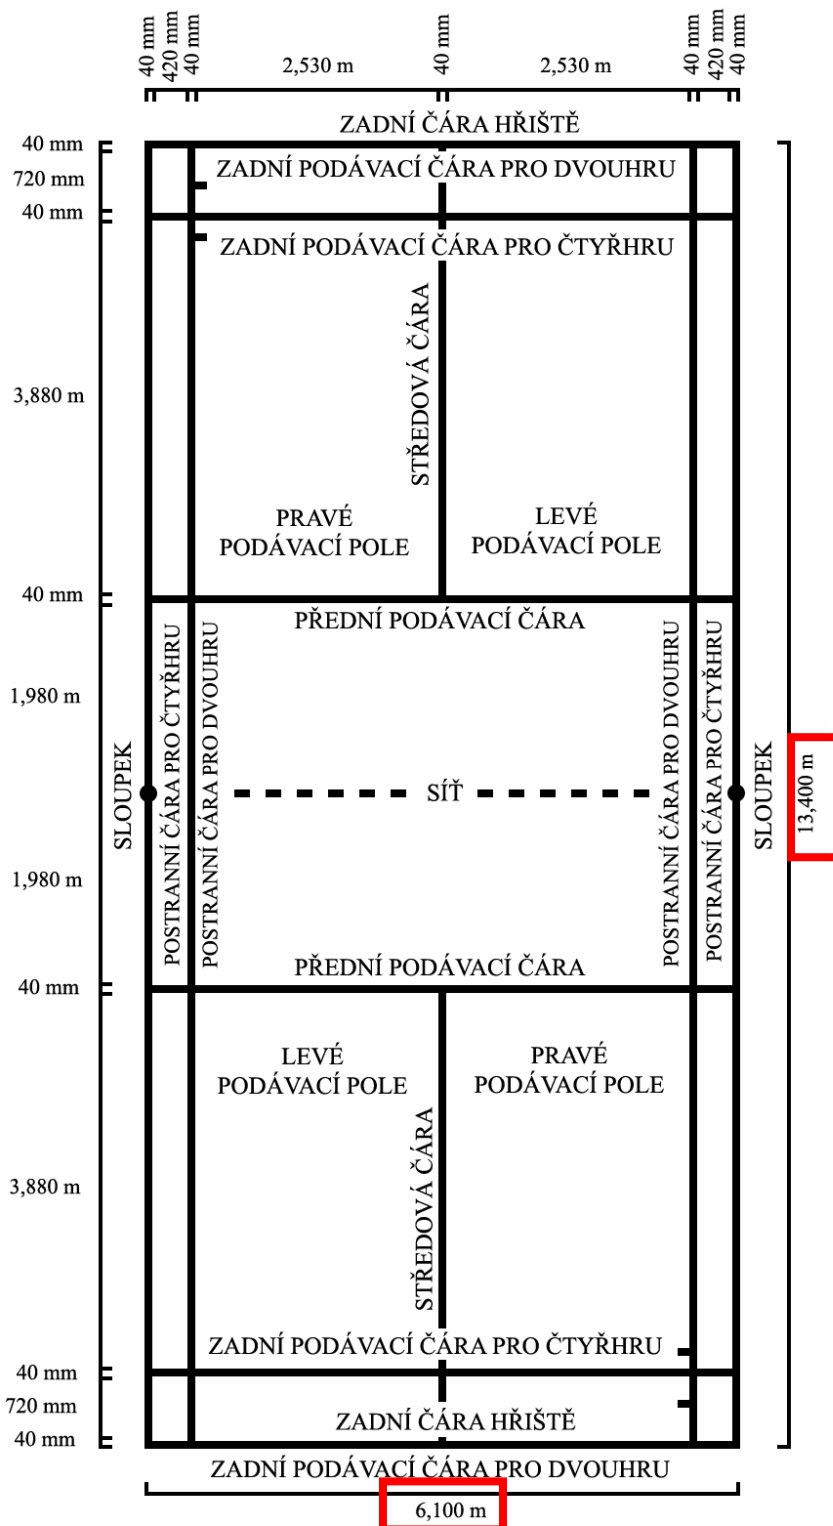 40 mm
420 mm
40 mm
2,530 m
40 mm
2,530 m
40 mm
420 mm
40 mm
ZADNÍ ČÁRA HŘIŠTĚ
40 mm
ZADNÍ PODÁVACÍ ČÁRA PRO DVOUHRU
720 mm
40 mm
ZADNÍ PODÁVACÍ ČÁRA PRO ČTYŘHRU
STŘEDOVÁ ČÁRA
3,880 m
PRAVÉ
PODÁVACÍ POLE
LEVÉ
PODÁVACÍ POLE
40 mm
PŘEDNÍ PODÁVACÍ ČÁRA
1,980 m
SLOUPEK
POSTRANNÍ ČÁRA PRO ČTYŘHRU
POSTRANNÍ ČÁRA PRO DVOUHRU
SÍŤ
POSTRANNÍ ČÁRA PRO DVOUHRU
POSTRANNÍ ČÁRA PRO ČTYŘHRU
SLOUPEK
13,400 m
1,980 m
PŘEDNÍ PODÁVACÍ ČÁRA
40 mm
LEVÉ
PODÁVACÍ POLE
PRAVÉ
PODÁVACÍ POLE
STŘEDOVÁ ČÁRA
3,880 m
ZADNÍ PODÁVACÍ ČÁRA PRO ČTYŘHRU
40 mm
720 mm
ZADNÍ ČÁRA HŘIŠTĚ
40 mm
ZADNÍ PODÁVACÍ ČÁRA PRO DVOUHRU
6,100 m